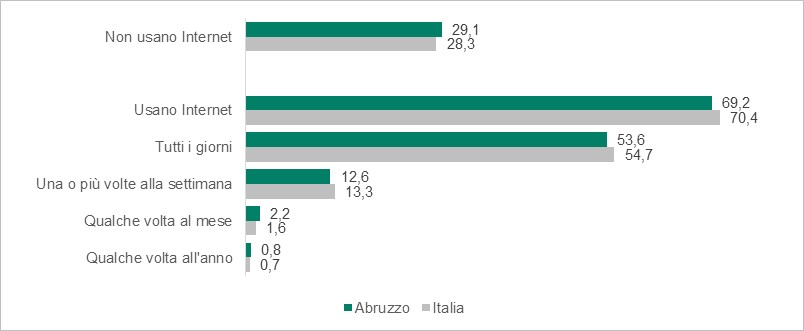 Non usano Internet
29,1
28,3
Usano Internet
69,2
70,4
Tutti i giorni
53,6
54,7
Una o più volte alla settimana
12,6
13,3
Qualche volta al mese
2,2
1,6
Qualche volta all'anno
0,8
0,7
Abruzzo Italia